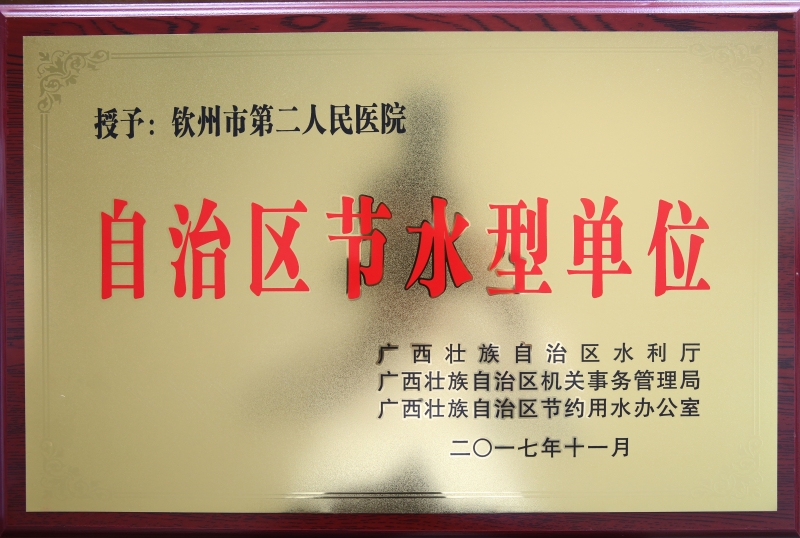 授予：钦州市第二人民医院
自治区节水型单位
广西壮族自治区水利厅
广西壮族自治区机关事务管理局
广西壮族自治区节约用水办公室
二〇一七年十一月